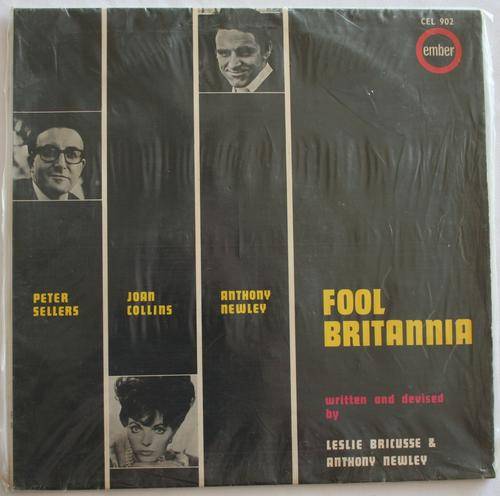 CEL 902
ember
PETER
SELLERS
JOAN
COLLINS
ANTHONY
NEWLEY
FOOL
BRITANNIA
written and devised
by
LESLIE BRICUSSE &
ANTHONY NEWLEY